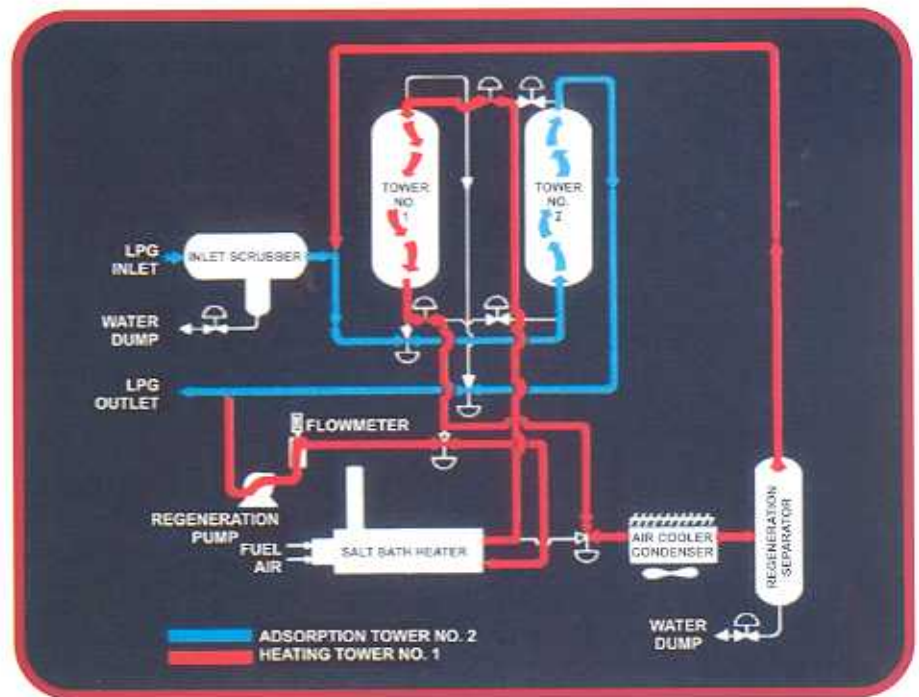 TOWER
NO.
1
TOWER
NO.
2
LPG
INLET
INLET SCRUBBER
WATER
DUMP
LPG
OUTLET
FLOWMETER
REGENERATION
PUMP
FUEL
AIR
SALT BATH HEATER
AIR COOLER
CONDENSER
REGENERATION
SEPARATOR
WATER
DUMP
ADSORPTION TOWER NO. 2
HEATING TOWER NO. 1